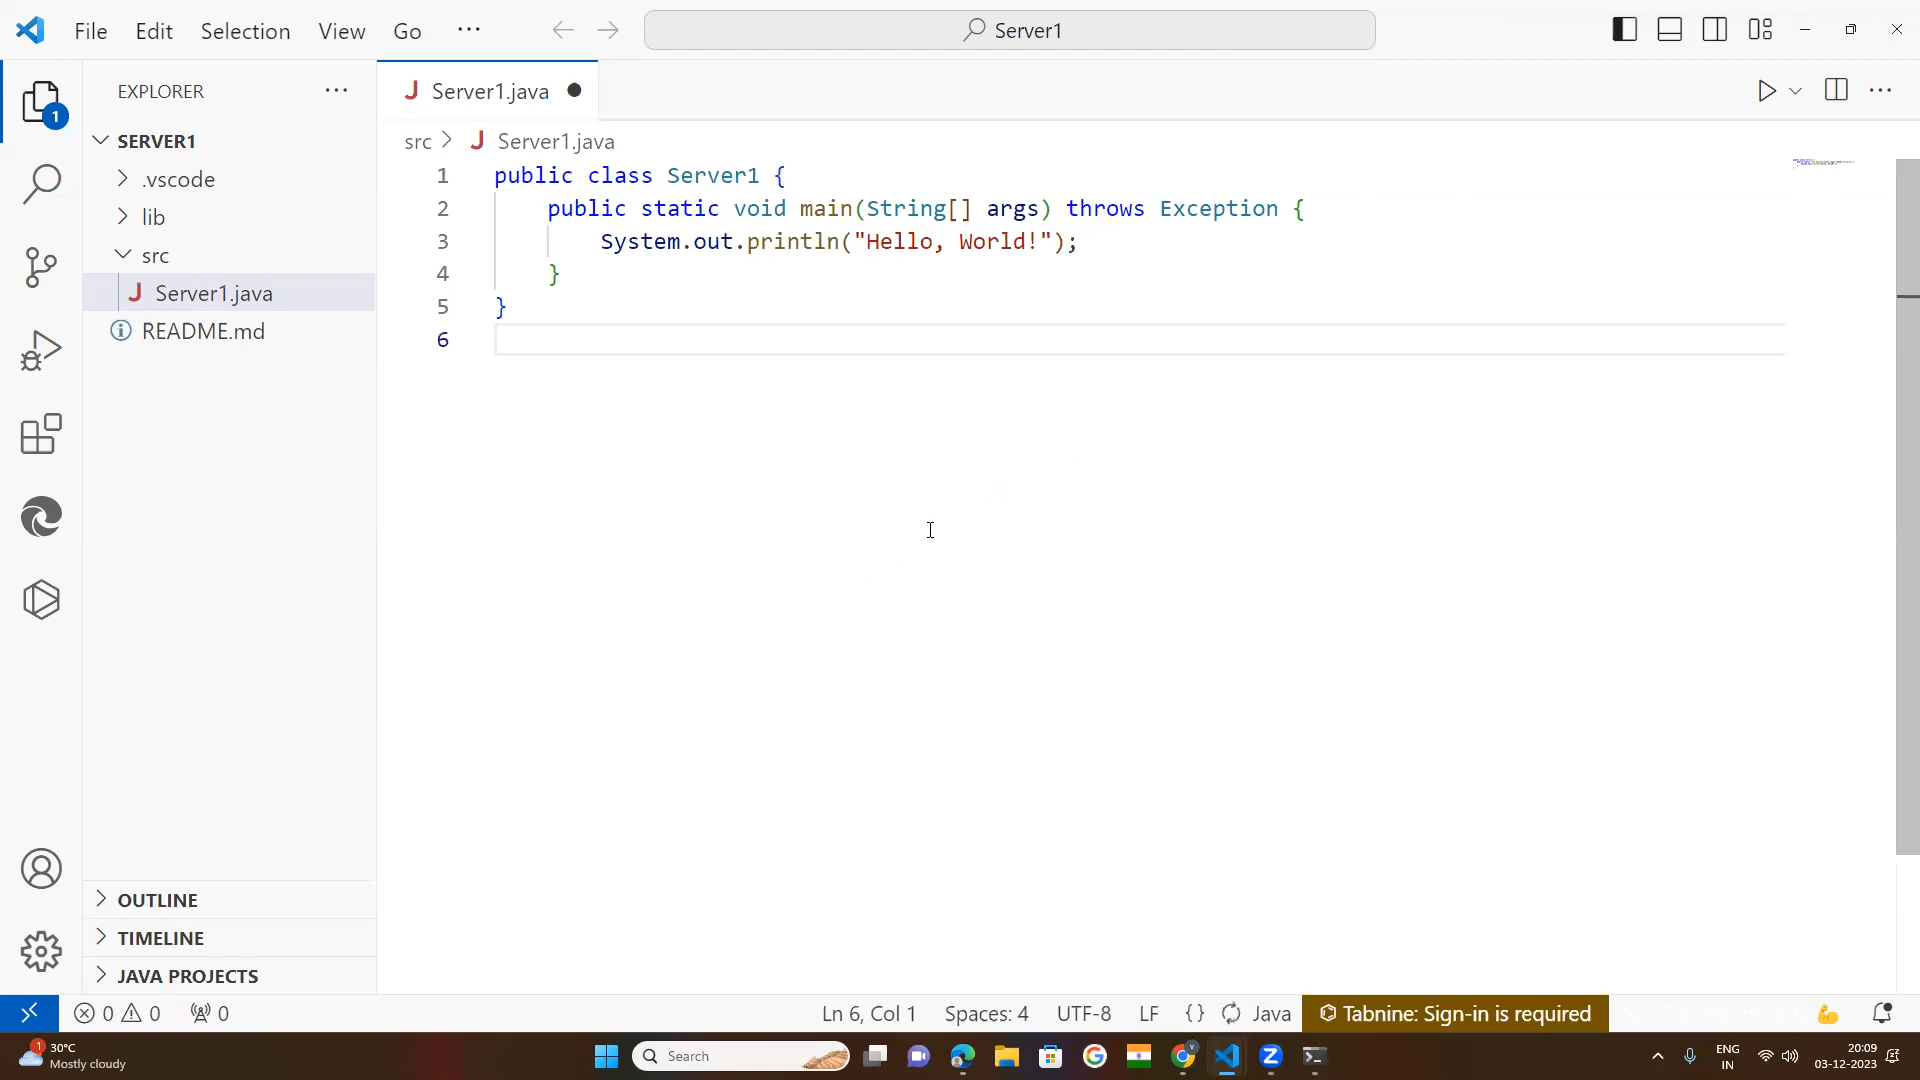 File Edit Selection View Go ···
Server1
EXPLORER ···
1
SERVER1
.vscode
lib
src
J Server1.java
README.md
OUTLINE
TIMELINE
JAVA PROJECTS
J Server1.java ●
src > J Server1.java
1 public class Server1 {
2 public static void main(String[] args) throws Exception {
3 System.out.println("Hello, World!");
4 }
5 }
6
0 0 0 Ln 6, Col 1 Spaces: 4 UTF-8 LF {} Java Tabnine: Sign-in is required
1 30°C
Mostly cloudy
Search
ENG
IN
20:09
03-12-2023